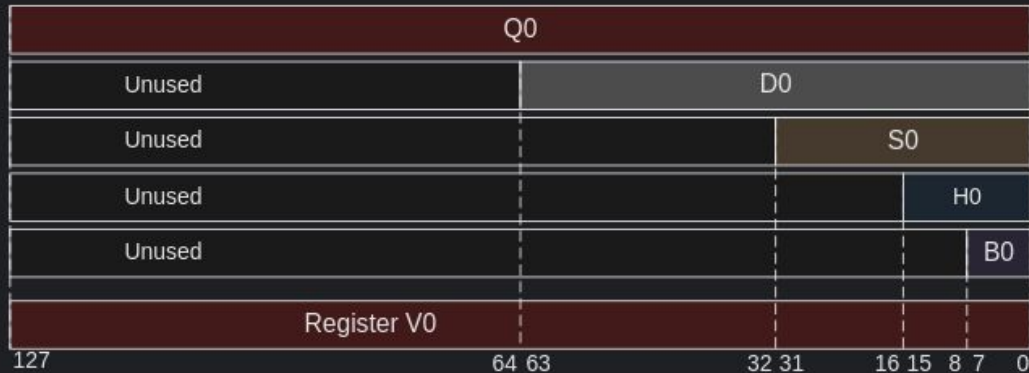 Q0
Unused D0
Unused S0
Unused H0
Unused B0
Register V0
127 64 63 32 31 16 15 8 7 0